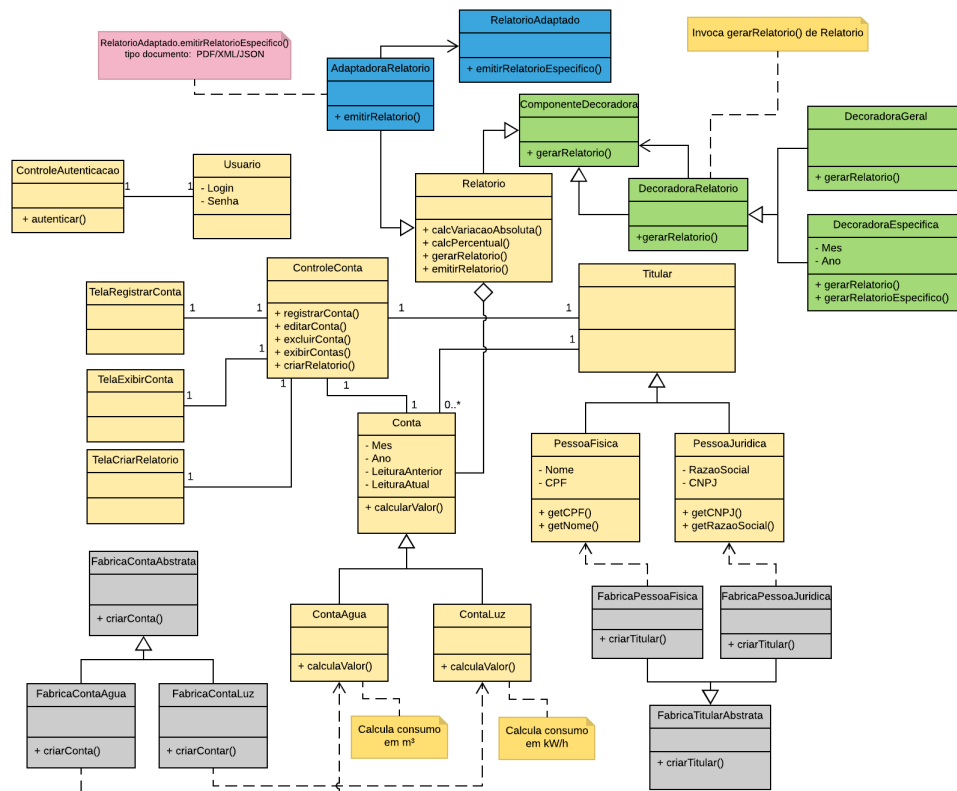 RelatorioAdaptado.emitirRelatorioEspecifico()
tipo documento: PDF/XML/JSON
RelatorioAdaptado
+ emitirRelatorioEspecifico()
Invoca gerarRelatorio() de Relatorio
AdaptadoraRelatorio
+ emitirRelatorio()
ComponenteDecoradora
+ gerarRelatorio()
DecoradoraGeral
+ gerarRelatorio()
ControleAutenticacao
+ autenticar()
1
1
Usuario
- Login
- Senha
Relatorio
+ calcVariacaoAbsoluta()
+ calcPercentual()
+ gerarRelatorio()
+ emitirRelatorio()
DecoradoraRelatorio
+gerarRelatorio()
DecoradoraEspecifica
- Mes
- Ano
+ gerarRelatorio()
+ gerarRelatorioEspecifico()
ControleConta
+ registrarConta()
+ editarConta()
+ excluirConta()
+ exibirContas()
+ criarRelatorio()
Titular
TelaRegistrarConta
1
1
1
1
TelaExibirConta
1
1
1
1
1
1
0..*
TelaCriarRelatorio
1
Conta
- Mes
- Ano
- LeituraAnterior
- LeituraAtual
+ calcularValor()
PessoaFisica
- Nome
- CPF
+ getCPF()
+ getNome()
PessoaJuridica
- RazaoSocial
- CNPJ
+ getCNPJ()
+ getRazaoSocial()
FabricaContaAbstrata
+ criarConta()
ContaAgua
+ calculaValor()
ContaLuz
+ calculaValor()
FabricaPessoaFisica
+ criarTitular()
FabricaPessoaJuridica
+ criarTitular()
FabricaContaAgua
+ criarConta()
FabricaContaLuz
+ criarContar()
Calcula consumo
em m³
Calcula consumo
em kW/h
FabricaTitularAbstrata
+ criarTitular()